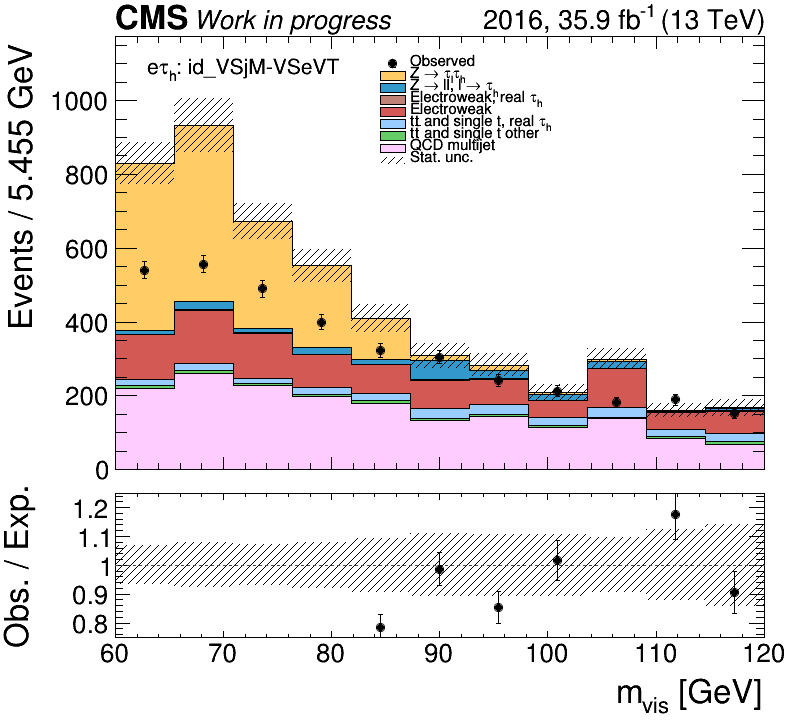 CMS Work in progress 2016, 35.9 fb⁻¹ (13 TeV)
eτh: id_VSjM-VSeVT
Observed
Z → τlτh
Z → ll, l → τh
Electroweak, real τh
Electroweak
tt̅ and single t, real τh
tt̅ and single t other
QCD multijet
Stat. unc.
Events / 5.455 GeV
1000
800
600
400
200
0
Obs. / Exp.
1.2
1.1
1
0.9
0.8
60 70 80 90 100 110 120
mvis [GeV]